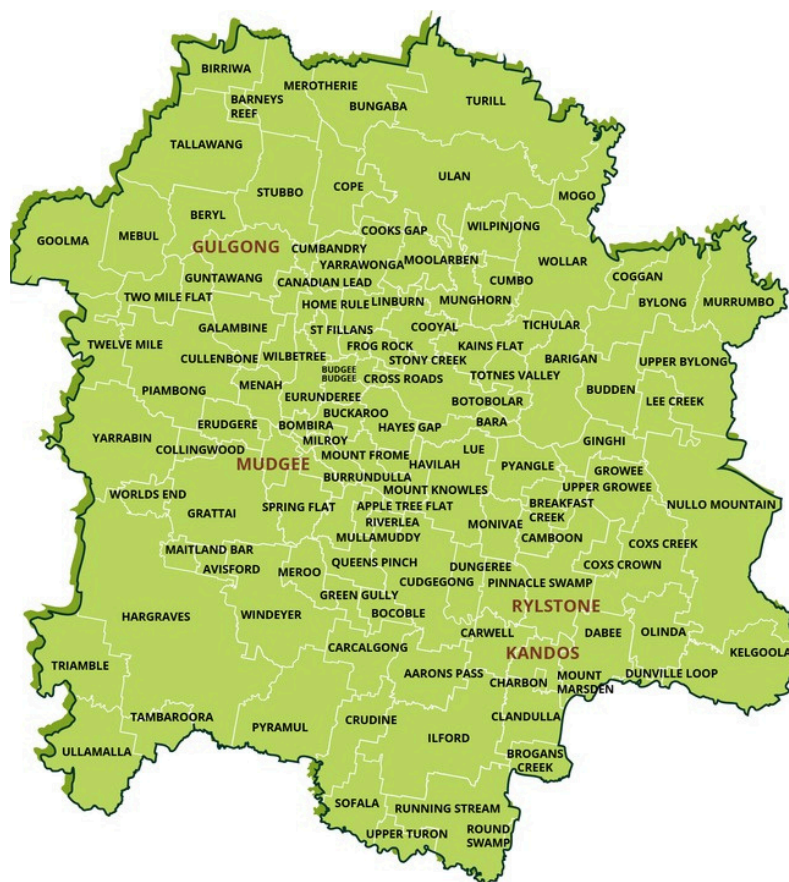 BIRRIWA
MEROTHERIE
BARNEYS
REEF
BUNGABA
TURILL
TALLAWANG
STUBBO
COPE
ULAN
MOGO
BERYL
GOOLMA
MEBUL
GULGONG
COOKS GAP
WILPINJONG
CUMBANDRY
YARRAWONGA
MOOLARBEN
WOLLAR
GUNTAWANG
CANADIAN LEAD
CUMBO
COGGAN
TWO MILE FLAT
HOME RULE
LINBURN
MUNGHORN
BYLONG
MURRUMBO
GALAMBINE
ST FILLANS
COOYAL
TICHULAR
TWELVE MILE
FROG ROCK
KAINS FLAT
CULLENBONE
WILBETREE
STONY CREEK
BARIGAN
UPPER BYLONG
BUDGEE
BUDGEE
CROSS ROADS
TOTNES VALLEY
PIAMBONG
MENAH
EURUNDEREE
BOTOBOLAR
BUDDEN
LEE CREEK
BUCKAROO
ERUDGERE
BOMBIRA
HAYES GAP
BARA
YARRABIN
COLLINGWOOD
MILROY
GINGHI
MUDGEE
MOUNT FROME
HAVILAH
LUE
PYANGLE
GROWEE
BURRUNDULLA
UPPER GROWEE
WORLDS END
MOUNT KNOWLES
GRATTAI
SPRING FLAT
APPLE TREE FLAT
BREAKFAST
CREEK
NULLO MOUNTAIN
RIVERLEA
MONIVAE
MULLAMUDDY
CAMBOON
COXS CREEK
MAITLAND BAR
AVISFORD
MEROO
QUEENS PINCH
DUNGEREE
COXS CROWN
CUDGEGONG
PINNACLE SWAMP
GREEN GULLY
RYLSTONE
HARGRAVES
WINDEYER
BOCOBLE
CARWELL
DABEE
OLINDA
CARCALGONG
KANDOS
KELGOOLA
TRIAMBLE
AARONS PASS
CHARBON
MOUNT
MARSDEN
DUNVILLE LOOP
TAMBAROORA
PYRAMUL
CRUDINE
CLANDULLA
ILFORD
ULLAMALLA
BROGANS
CREEK
SOFALA
RUNNING STREAM
UPPER TURON
ROUND
SWAMP